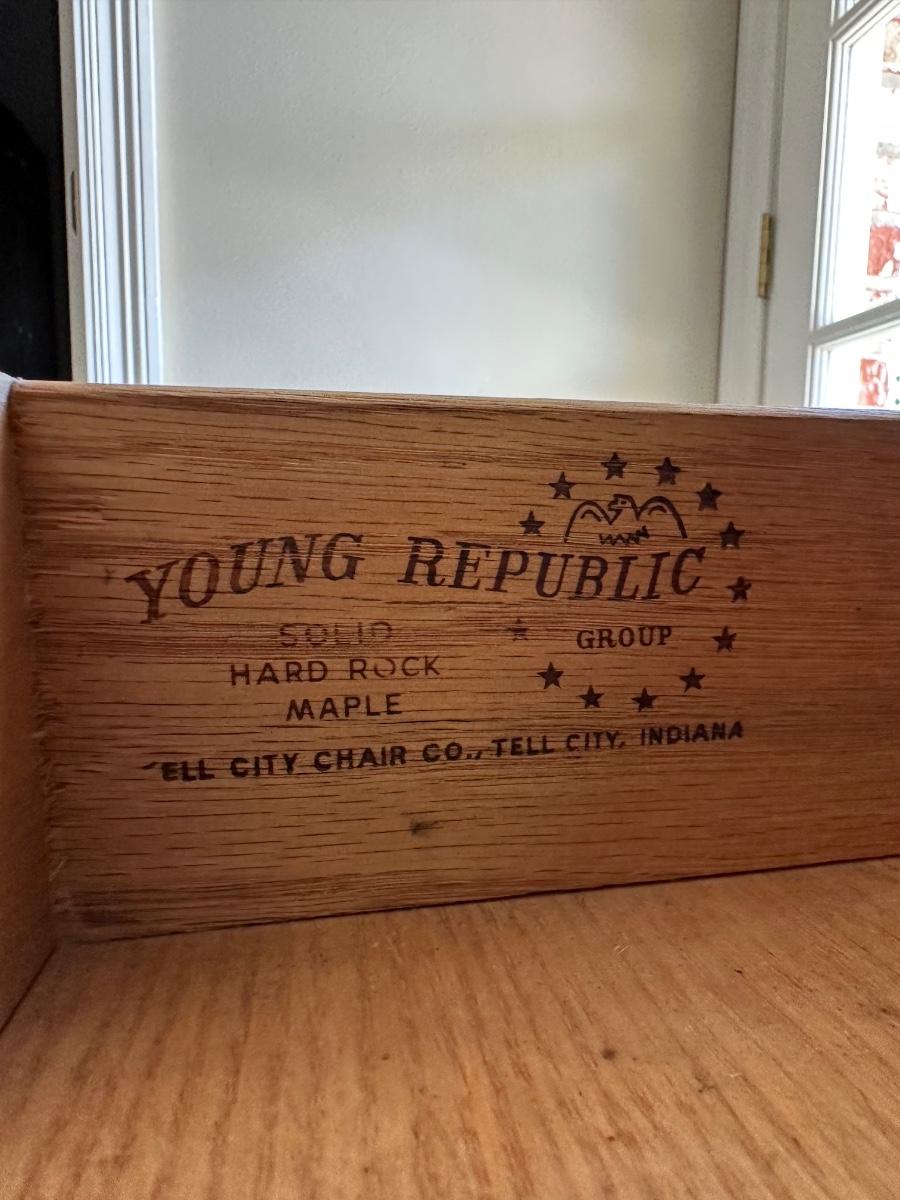 YOUNG REPUBLIC
GROUP
SOLID
HARD ROCK
MAPLE
ELL CITY CHAIR CO., TELL CITY, INDIANA